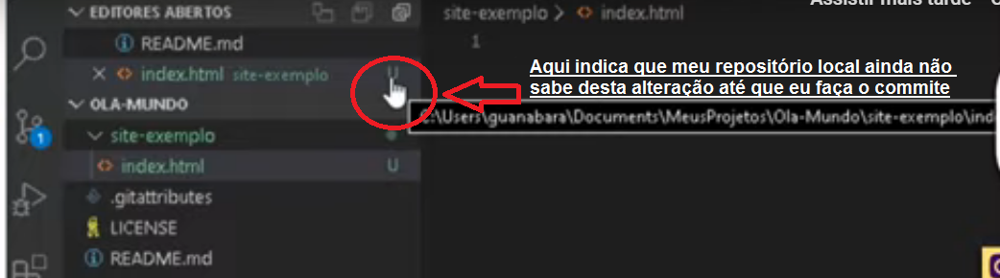 EDITORES ABERTOS
README.md
index.html site-exemplo U
OLA-MUNDO
site-exemplo
index.html U
.gitattributes
LICENSE
README.md
1
site-exemplo > index.html
1
Aqui indica que meu repositório local ainda não
sabe desta alteração até que eu faça o commite
C:\Users\guanabara\Documents\MeusProjetos\Ola-Mundo\site-exemplo\ind
Assistir mais tarde